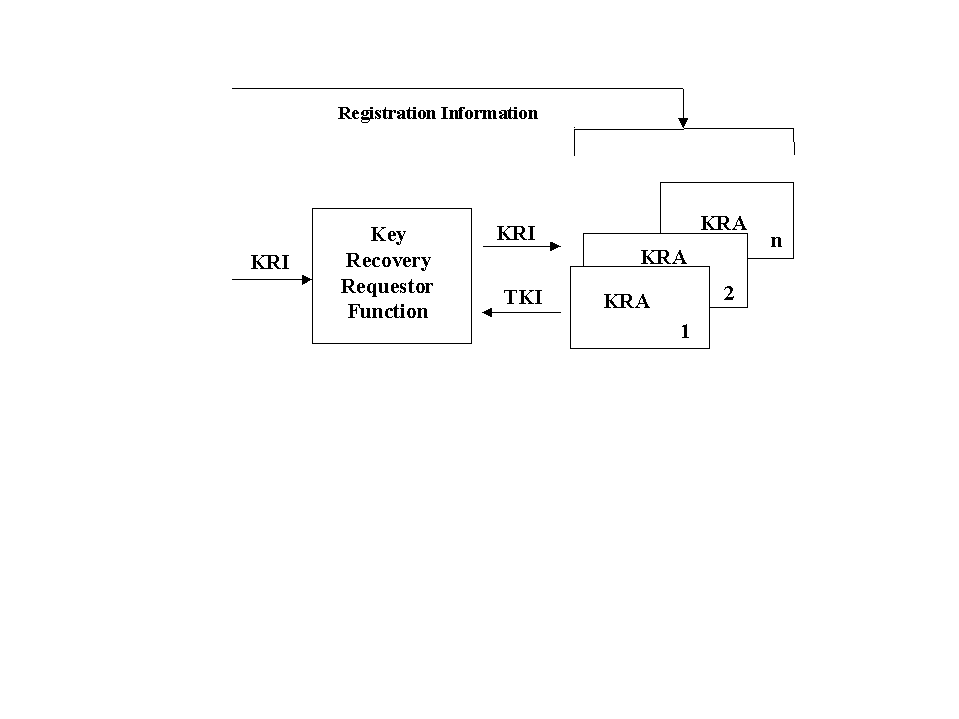 Registration Information
KRA
n
KRI
Key
Recovery
Requestor
Function
KRI
KRA
2
TKI
KRA
1